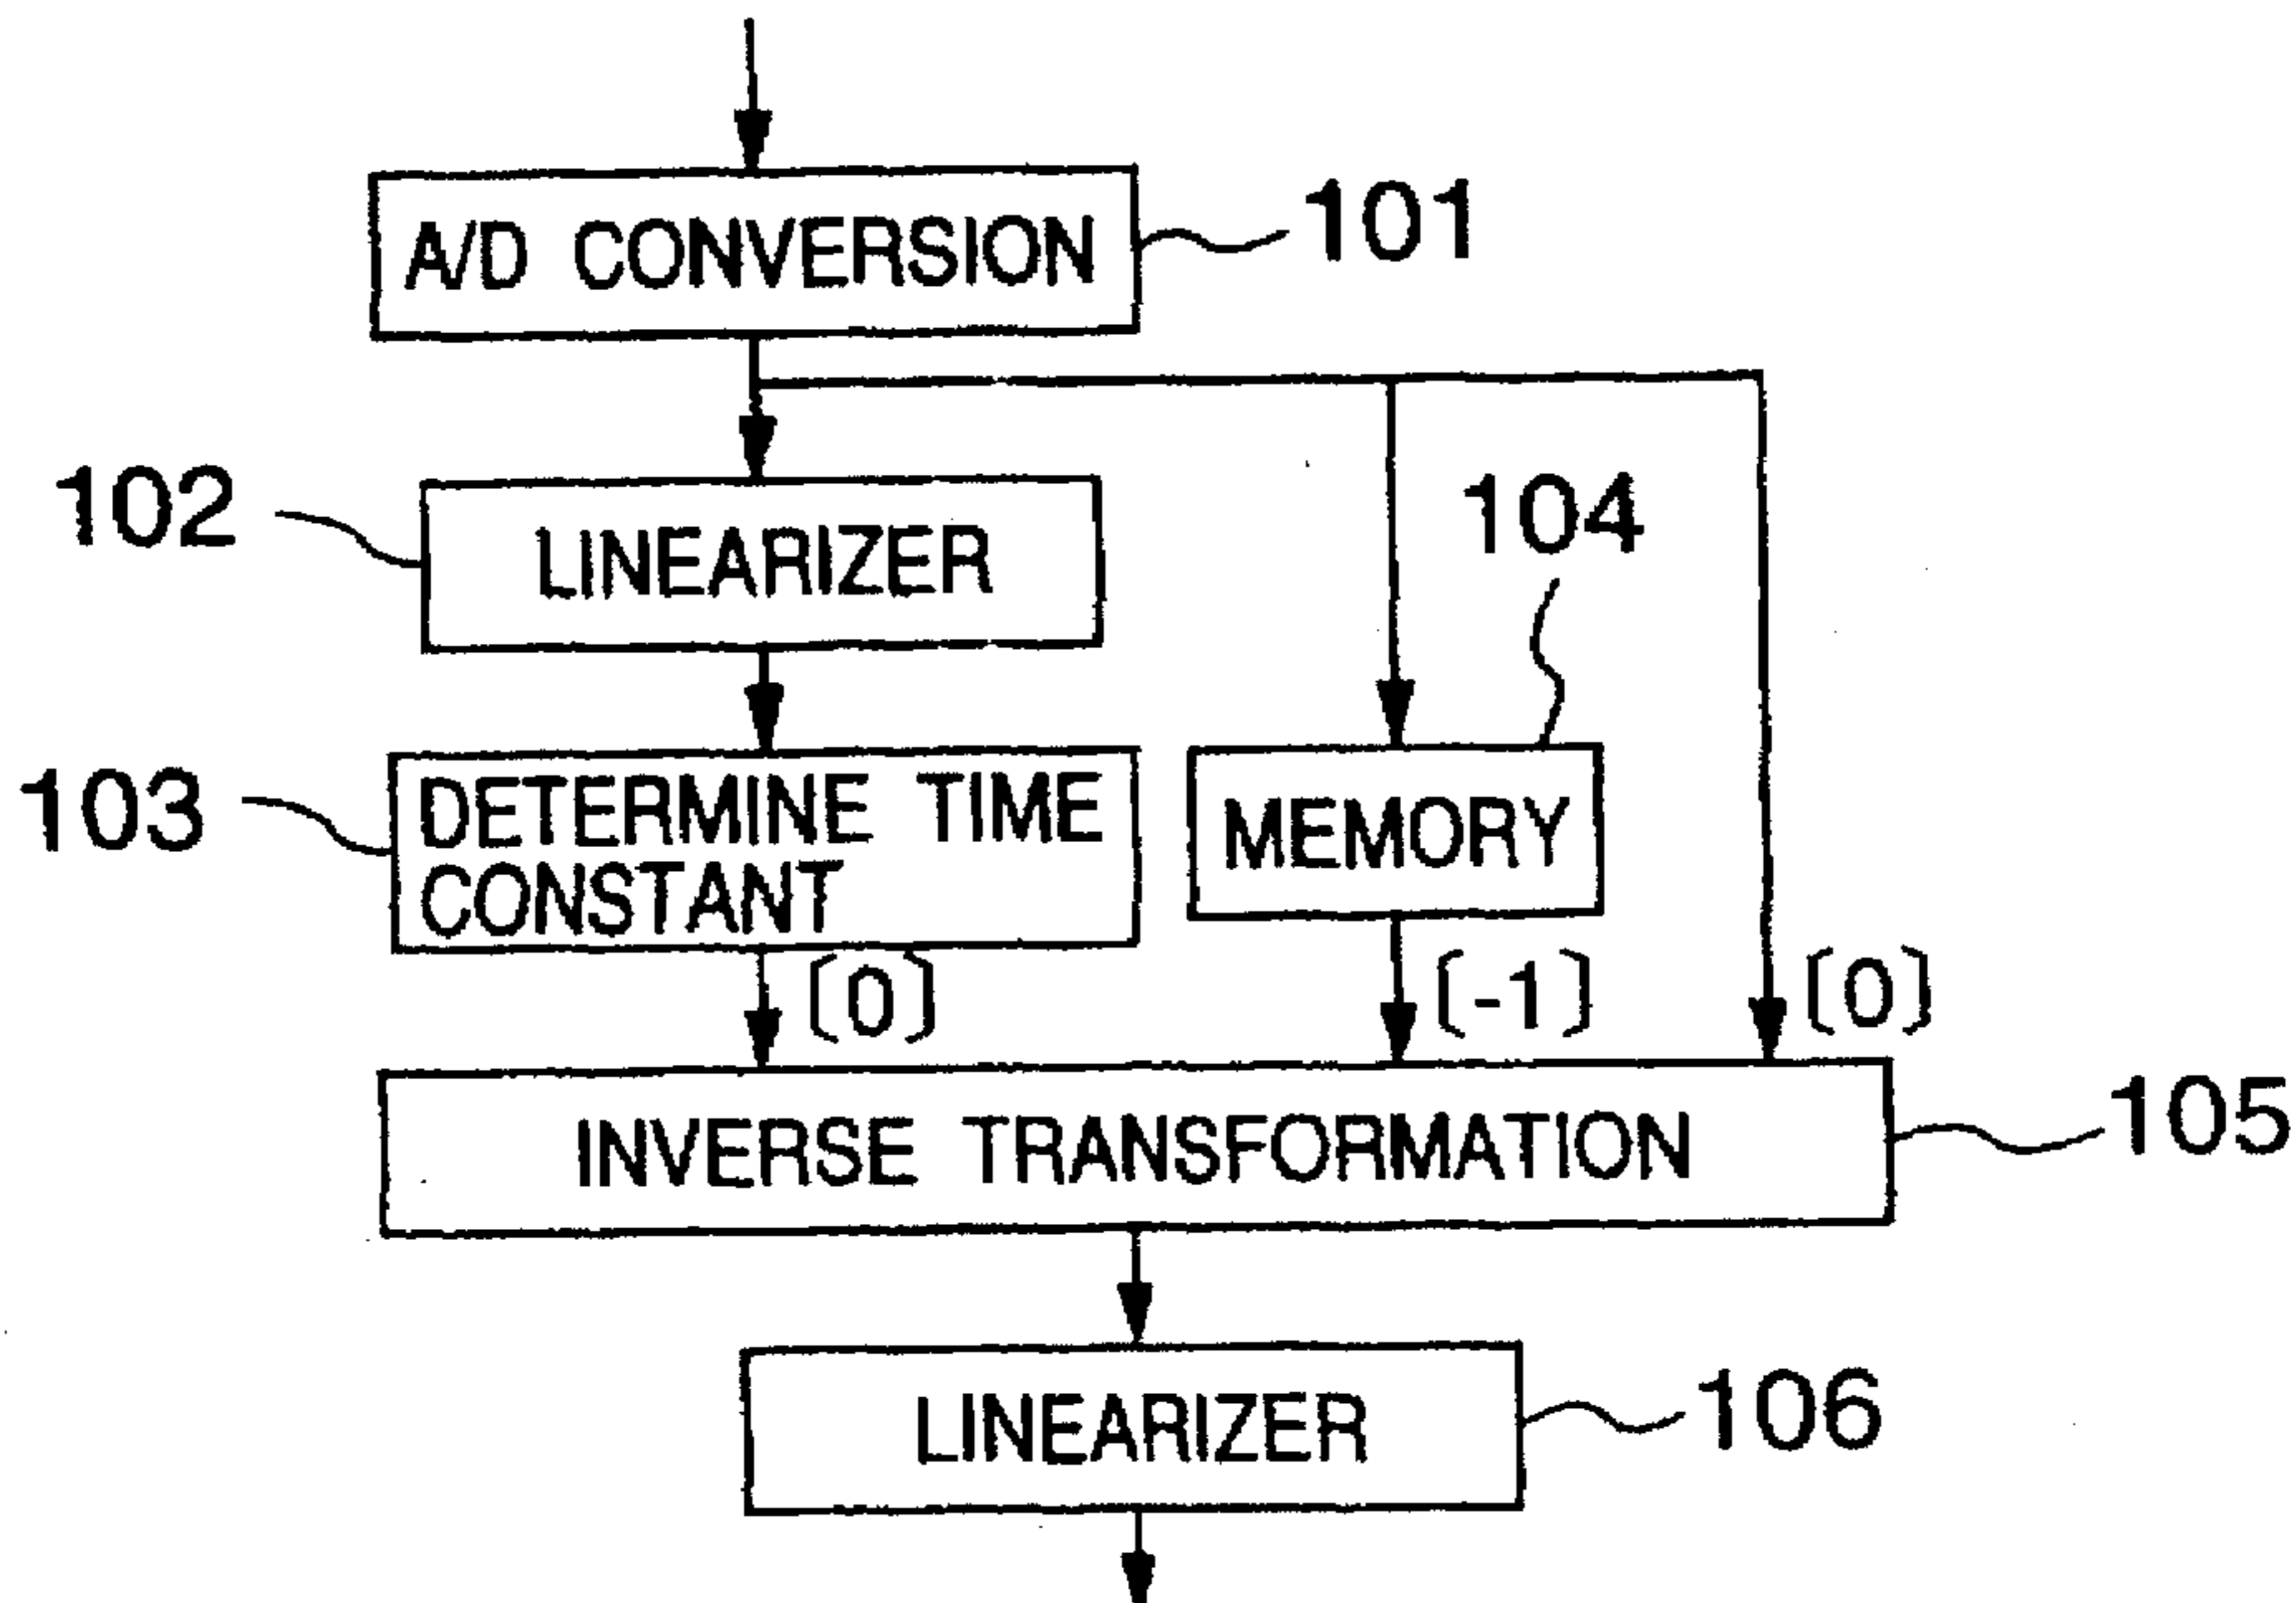 A/D CONVERSION
101
102
LINEARIZER
104
103
DETERMINE TIME
CONSTANT
MEMORY
(0)
(-1)
(0)
INVERSE TRANSFORMATION
105
LINEARIZER
106